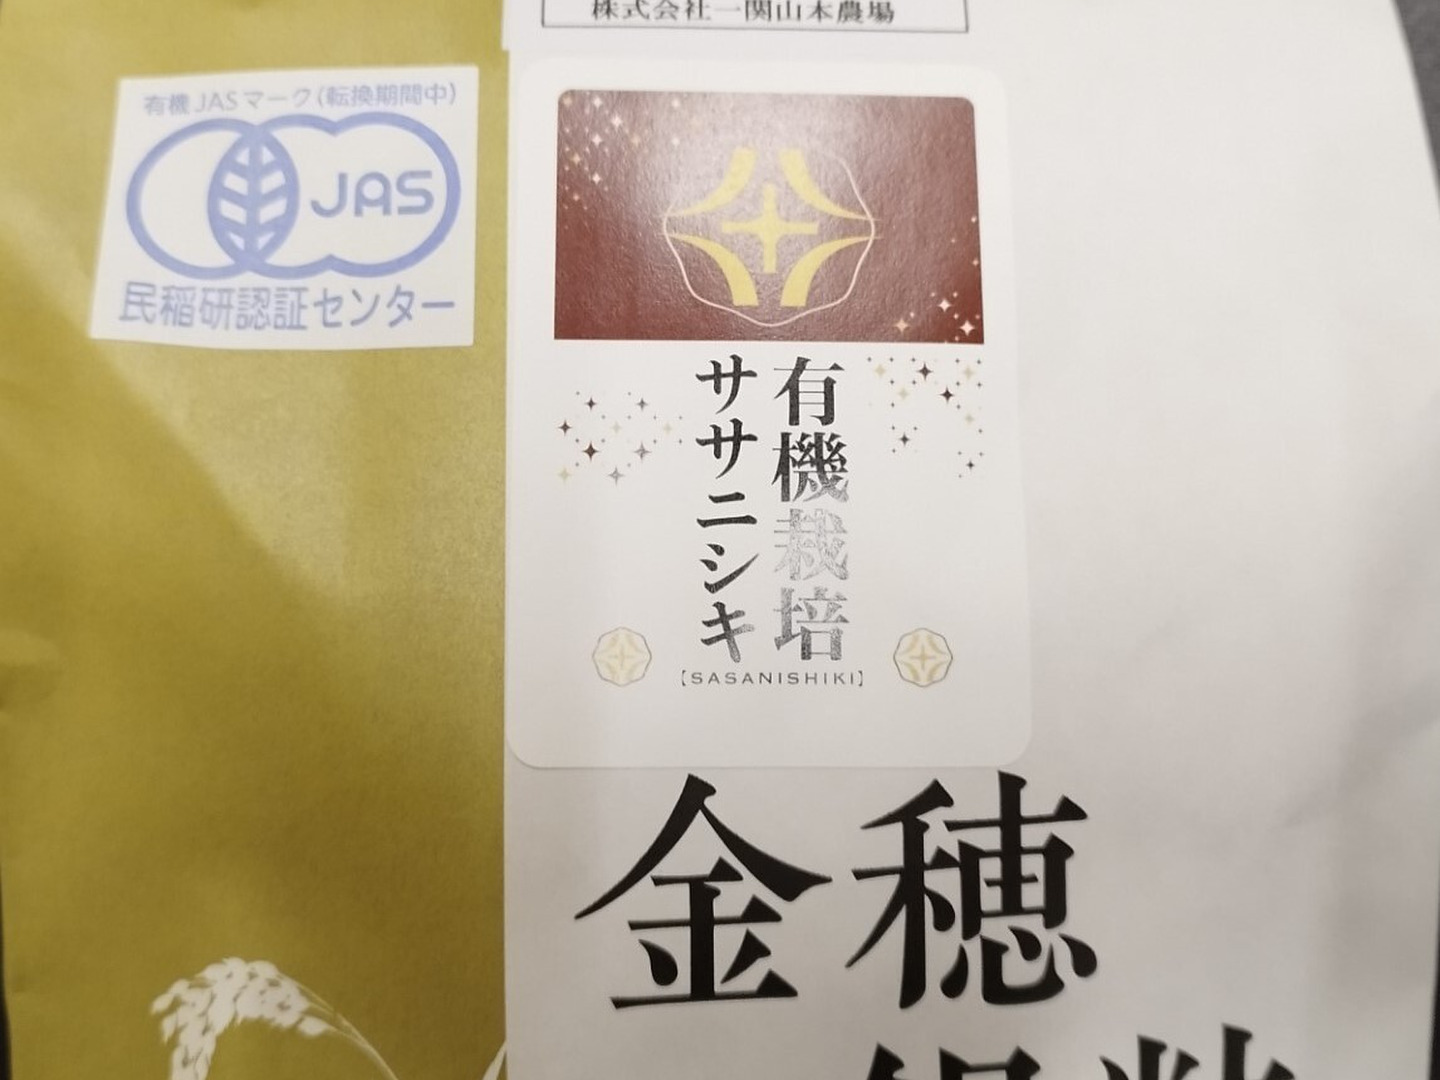 株式会社一関山本農場
有機JASマーク(転換期間中)
JAS
民稲研認証センター
有機栽培
ササニシキ
[SASANISHIKI]
金穂